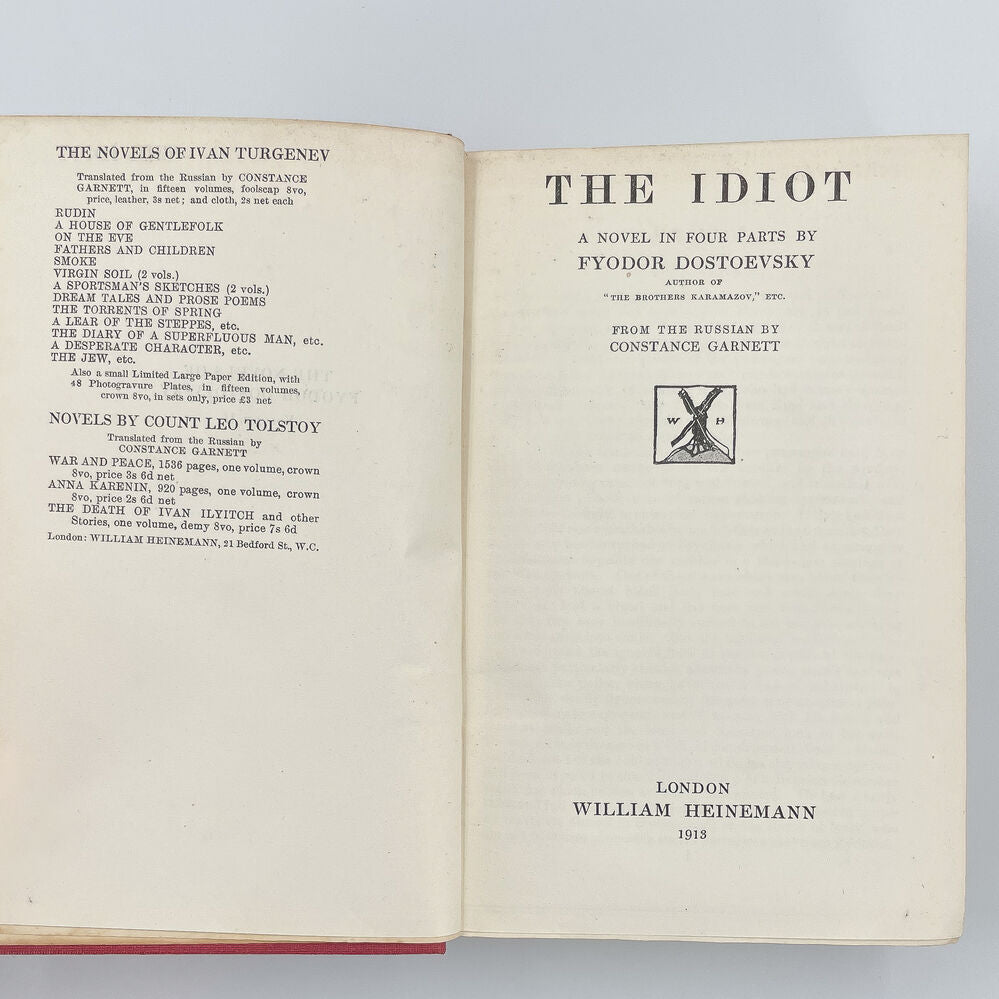 THE NOVELS OF IVAN TURGENEV
Translated from the Russian by CONSTANCE
GARNETT, in fifteen volumes, foolscap 8vo,
price, leather, 3s net; and cloth, 2s net each
RUDIN
A HOUSE OF GENTLEFOLK
ON THE EVE
FATHERS AND CHILDREN
SMOKE
VIRGIN SOIL (2 vols.)
A SPORTSMAN'S SKETCHES (2 vols.)
DREAM TALES AND PROSE POEMS
THE TORRENTS OF SPRING
A LEAR OF THE STEPPES, etc.
THE DIARY OF A SUPERFLUOUS MAN, etc.
A DESPERATE CHARACTER, etc.
THE JEW, etc.
Also a small Limited Large Paper Edition, with
48 Photogravure Plates, in fifteen volumes,
crown 8vo, in sets only, price £3 net
NOVELS BY COUNT LEO TOLSTOY
Translated from the Russian by
CONSTANCE GARNETT
WAR AND PEACE, 1536 pages, one volume, crown
8vo, price 3s 6d net
ANNA KARENIN, 920 pages, one volume, crown
8vo, price 2s 6d net
THE DEATH OF IVAN ILYITCH and other
Stories, one volume, demy 8vo, price 7s 6d
London: WILLIAM HEINEMANN, 21 Bedford St., W.C.
THE IDIOT
A NOVEL IN FOUR PARTS BY
FYODOR DOSTOEVSKY
AUTHOR OF
"THE BROTHERS KARAMAZOV," ETC.
FROM THE RUSSIAN BY
CONSTANCE GARNETT
W H
LONDON
WILLIAM HEINEMANN
1913